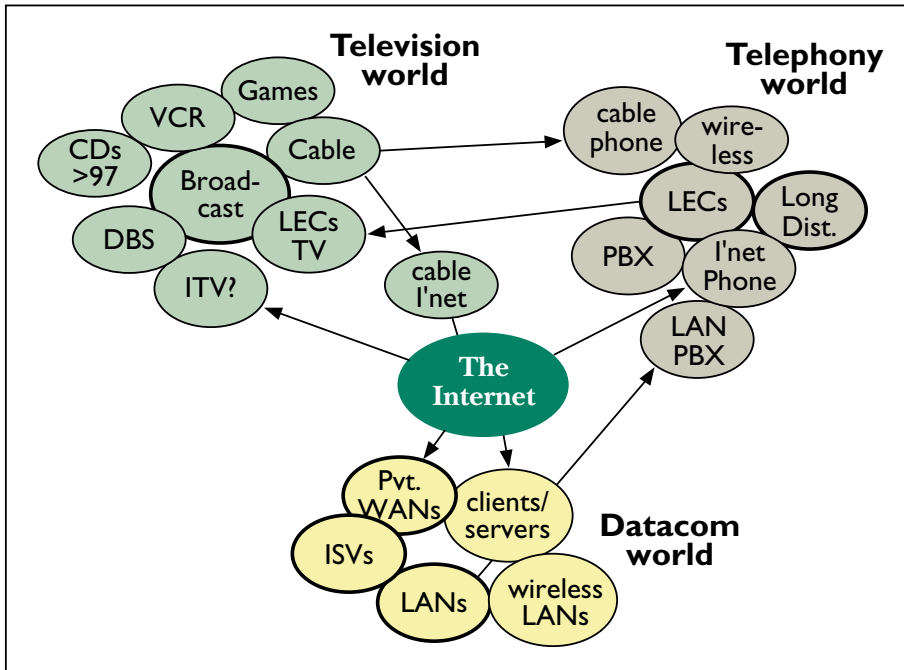 Television
world
Games
VCR
Cable
CDs
>97
Broad-
cast
DBS
LECs
TV
ITV?
cable
I'net
Telephony
world
cable
phone
wire-
less
LECs
Long
Dist.
PBX
I'net
Phone
LAN
PBX
The
Internet
Pvt.
WANs
clients/
servers
ISVs
LANs
wireless
LANs
Datacom
world